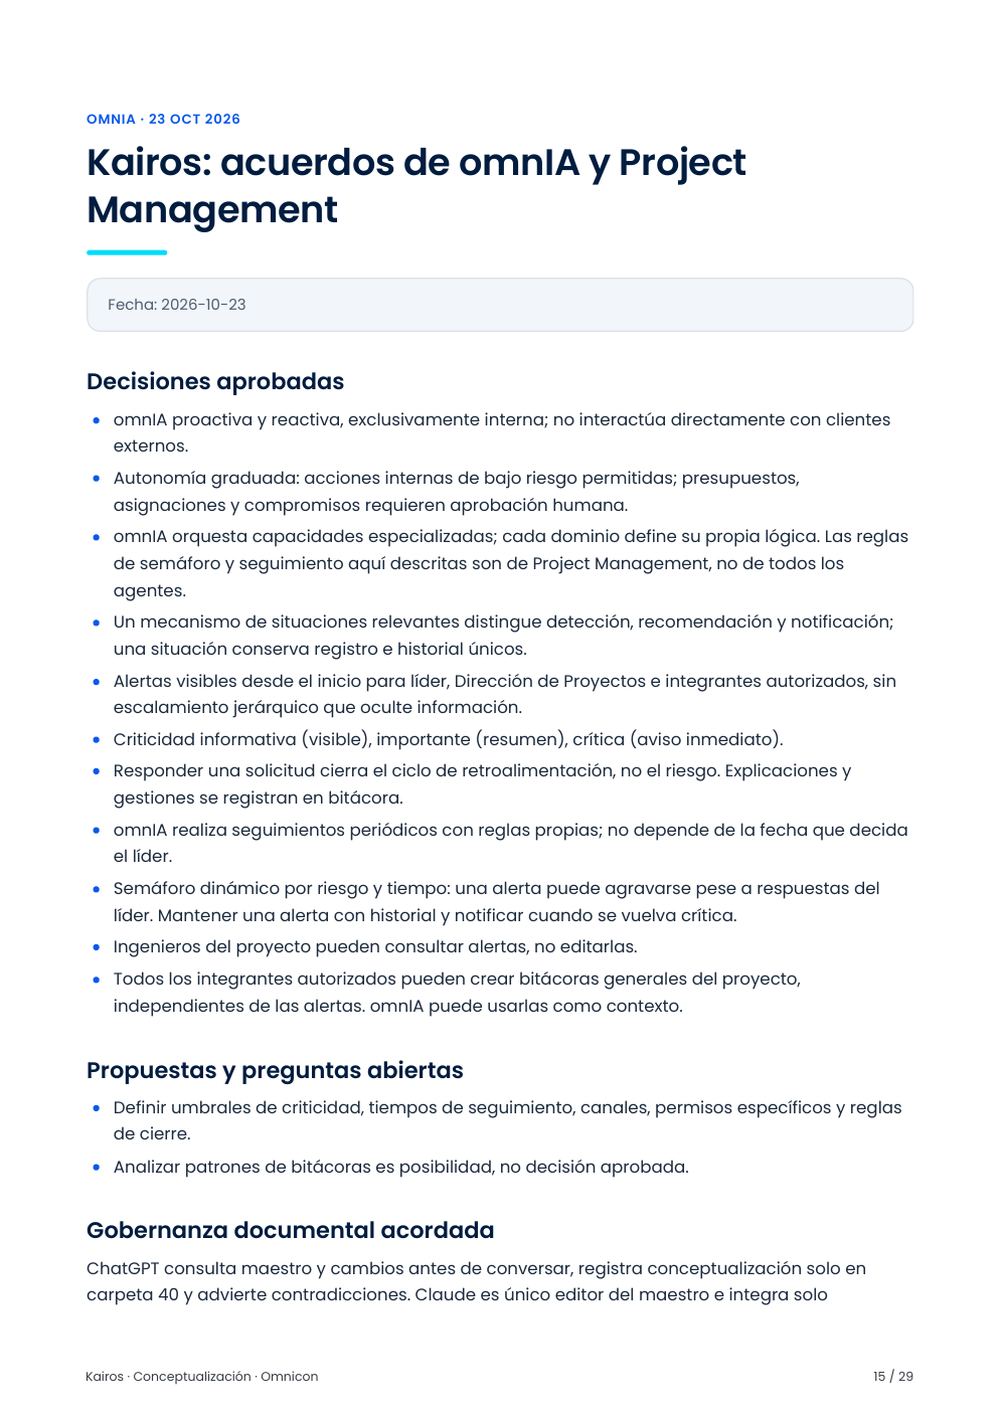 OMNIA · 23 OCT 2026
Kairos: acuerdos de omnIA y Project
Management
Fecha: 2026-10-23
Decisiones aprobadas
• omnIA proactiva y reactiva, exclusivamente interna; no interactúa directamente con clientes
externos.
• Autonomía graduada: acciones internas de bajo riesgo permitidas; presupuestos,
asignaciones y compromisos requieren aprobación humana.
• omnIA orquesta capacidades especializadas; cada dominio define su propia lógica. Las reglas
de semáforo y seguimiento aquí descritas son de Project Management, no de todos los
agentes.
• Un mecanismo de situaciones relevantes distingue detección, recomendación y notificación;
una situación conserva registro e historial únicos.
• Alertas visibles desde el inicio para líder, Dirección de Proyectos e integrantes autorizados, sin
escalamiento jerárquico que oculte información.
• Criticidad informativa (visible), importante (resumen), crítica (aviso inmediato).
• Responder una solicitud cierra el ciclo de retroalimentación, no el riesgo. Explicaciones y
gestiones se registran en bitácora.
• omnIA realiza seguimientos periódicos con reglas propias; no depende de la fecha que decida
el líder.
• Semáforo dinámico por riesgo y tiempo: una alerta puede agravarse pese a respuestas del
líder. Mantener una alerta con historial y notificar cuando se vuelva crítica.
• Ingenieros del proyecto pueden consultar alertas, no editarlas.
• Todos los integrantes autorizados pueden crear bitácoras generales del proyecto,
independientes de las alertas. omnIA puede usarlas como contexto.
Propuestas y preguntas abiertas
• Definir umbrales de criticidad, tiempos de seguimiento, canales, permisos específicos y reglas
de cierre.
• Analizar patrones de bitácoras es posibilidad, no decisión aprobada.
Gobernanza documental acordada
ChatGPT consulta maestro y cambios antes de conversar, registra conceptualización solo en
carpeta 40 y advierte contradicciones. Claude es único editor del maestro e integra solo
Kairos · Conceptualización · Omnicon
15 / 29